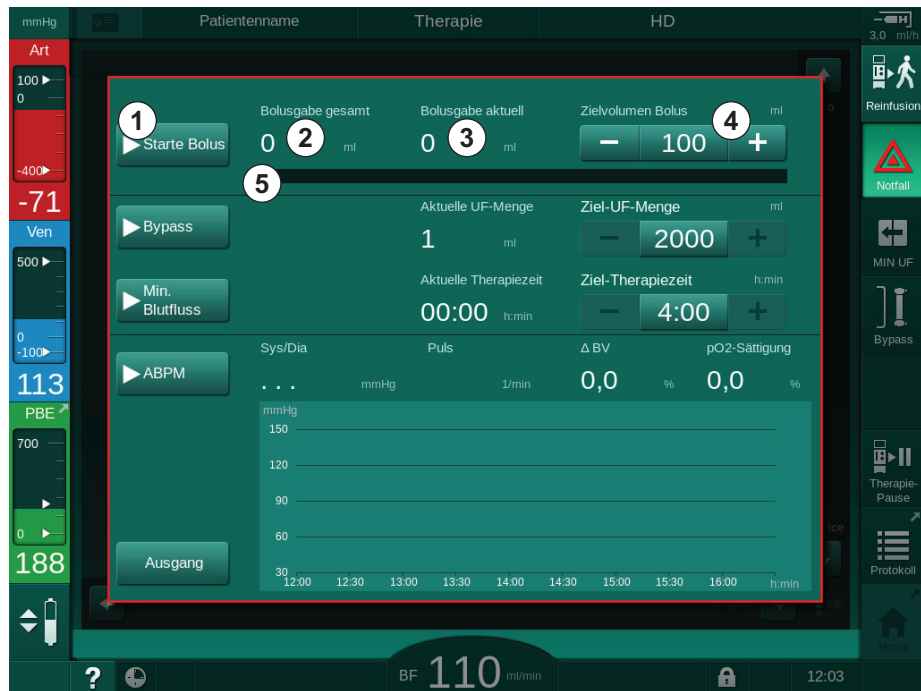 mmHg
Patientenname
Therapie
HD
3,0 ml/h
Art
100
0
-400
-71
Ven
500
0
-100
113
PBE
700
0
188
1
Starte Bolus
Bolusgabe gesamt
0 2 ml
Bolusgabe aktuell
0 3 ml
Zielvolumen Bolus 4 ml
− 100 +
5
Bypass
Aktuelle UF-Menge
1 ml
Ziel-UF-Menge ml
− 2000 +
Min.
Blutfluss
Aktuelle Therapiezeit
00:00 h:min
Ziel-Therapiezeit h:min
− 4:00 +
ABPM
Sys/Dia
. . . mmHg
Puls
1/min
Δ BV
0,0 %
pO2-Sättigung
0,0 %
mmHg
150
120
90
60
30
12:00 12:30 13:00 13:30 14:00 14:30 15:00 15:30 16:00 h:min
Ausgang
Reinfusion
Notfall
MIN UF
Bypass
Therapie-
Pause
Protokoll
Home
?
BF 110 ml/min
12:03